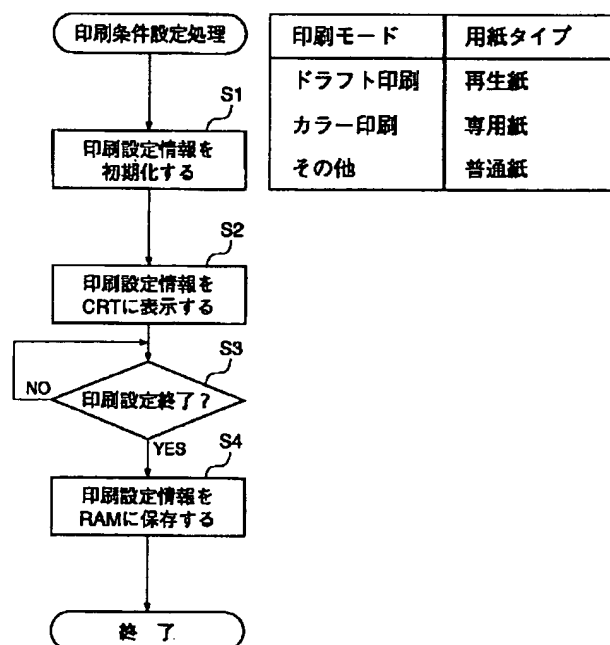 印刷条件設定処理
S1
印刷設定情報を
初期化する
S2
印刷設定情報を
CRTに表示する
S3
NO
印刷設定終了?
YES
S4
印刷設定情報を
RAMに保存する
終 了
印刷モード 用紙タイプ
ドラフト印刷 再生紙
カラー印刷 専用紙
その他 普通紙